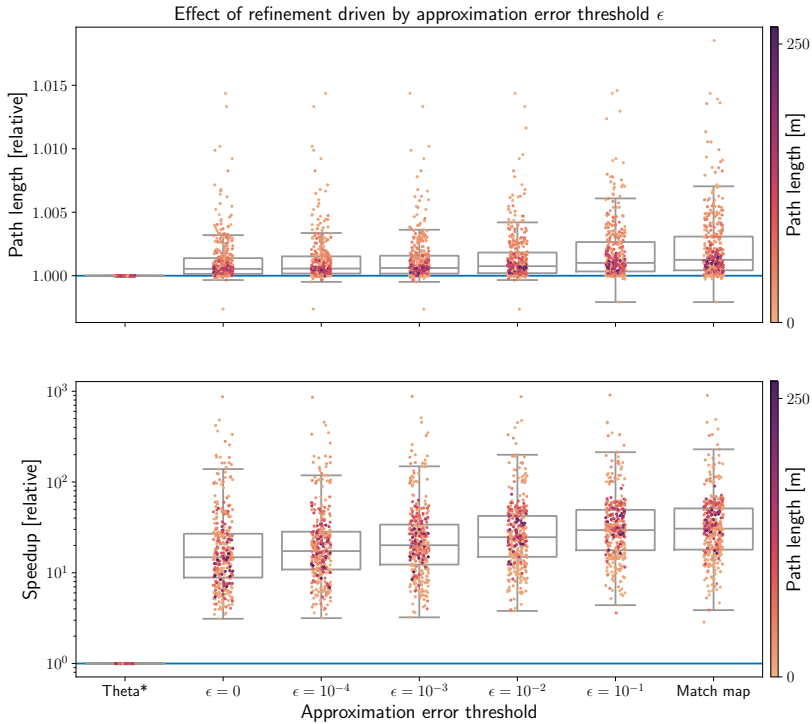 Effect of refinement driven by approximation error threshold ϵ
Path length [relative]
1.015
1.010
1.005
1.000
250
0
Path length [m]
Speedup [relative]
10³
10²
10¹
10⁰
250
0
Path length [m]
Theta* ϵ = 0 ϵ = 10⁻⁴ ϵ = 10⁻³ ϵ = 10⁻² ϵ = 10⁻¹ Match map
Approximation error threshold